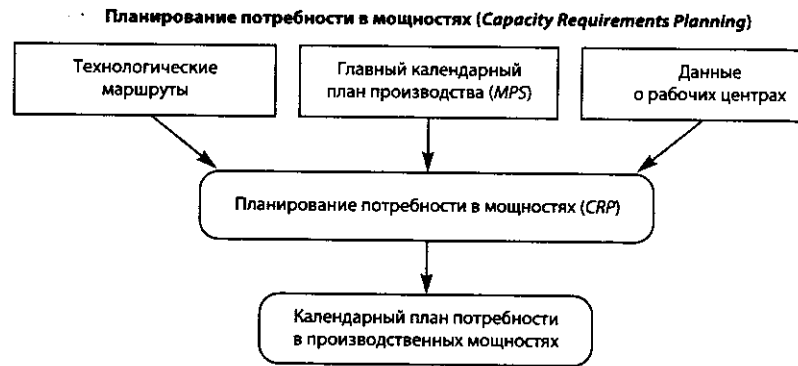 Планирование потребности в мощностях (Capacity Requirements Planning)
Технологические
маршруты
Главный календарный
план производства (MPS)
Данные
о рабочих центрах
Планирование потребности в мощностях (CRP)
Календарный план потребности
в производственных мощностях